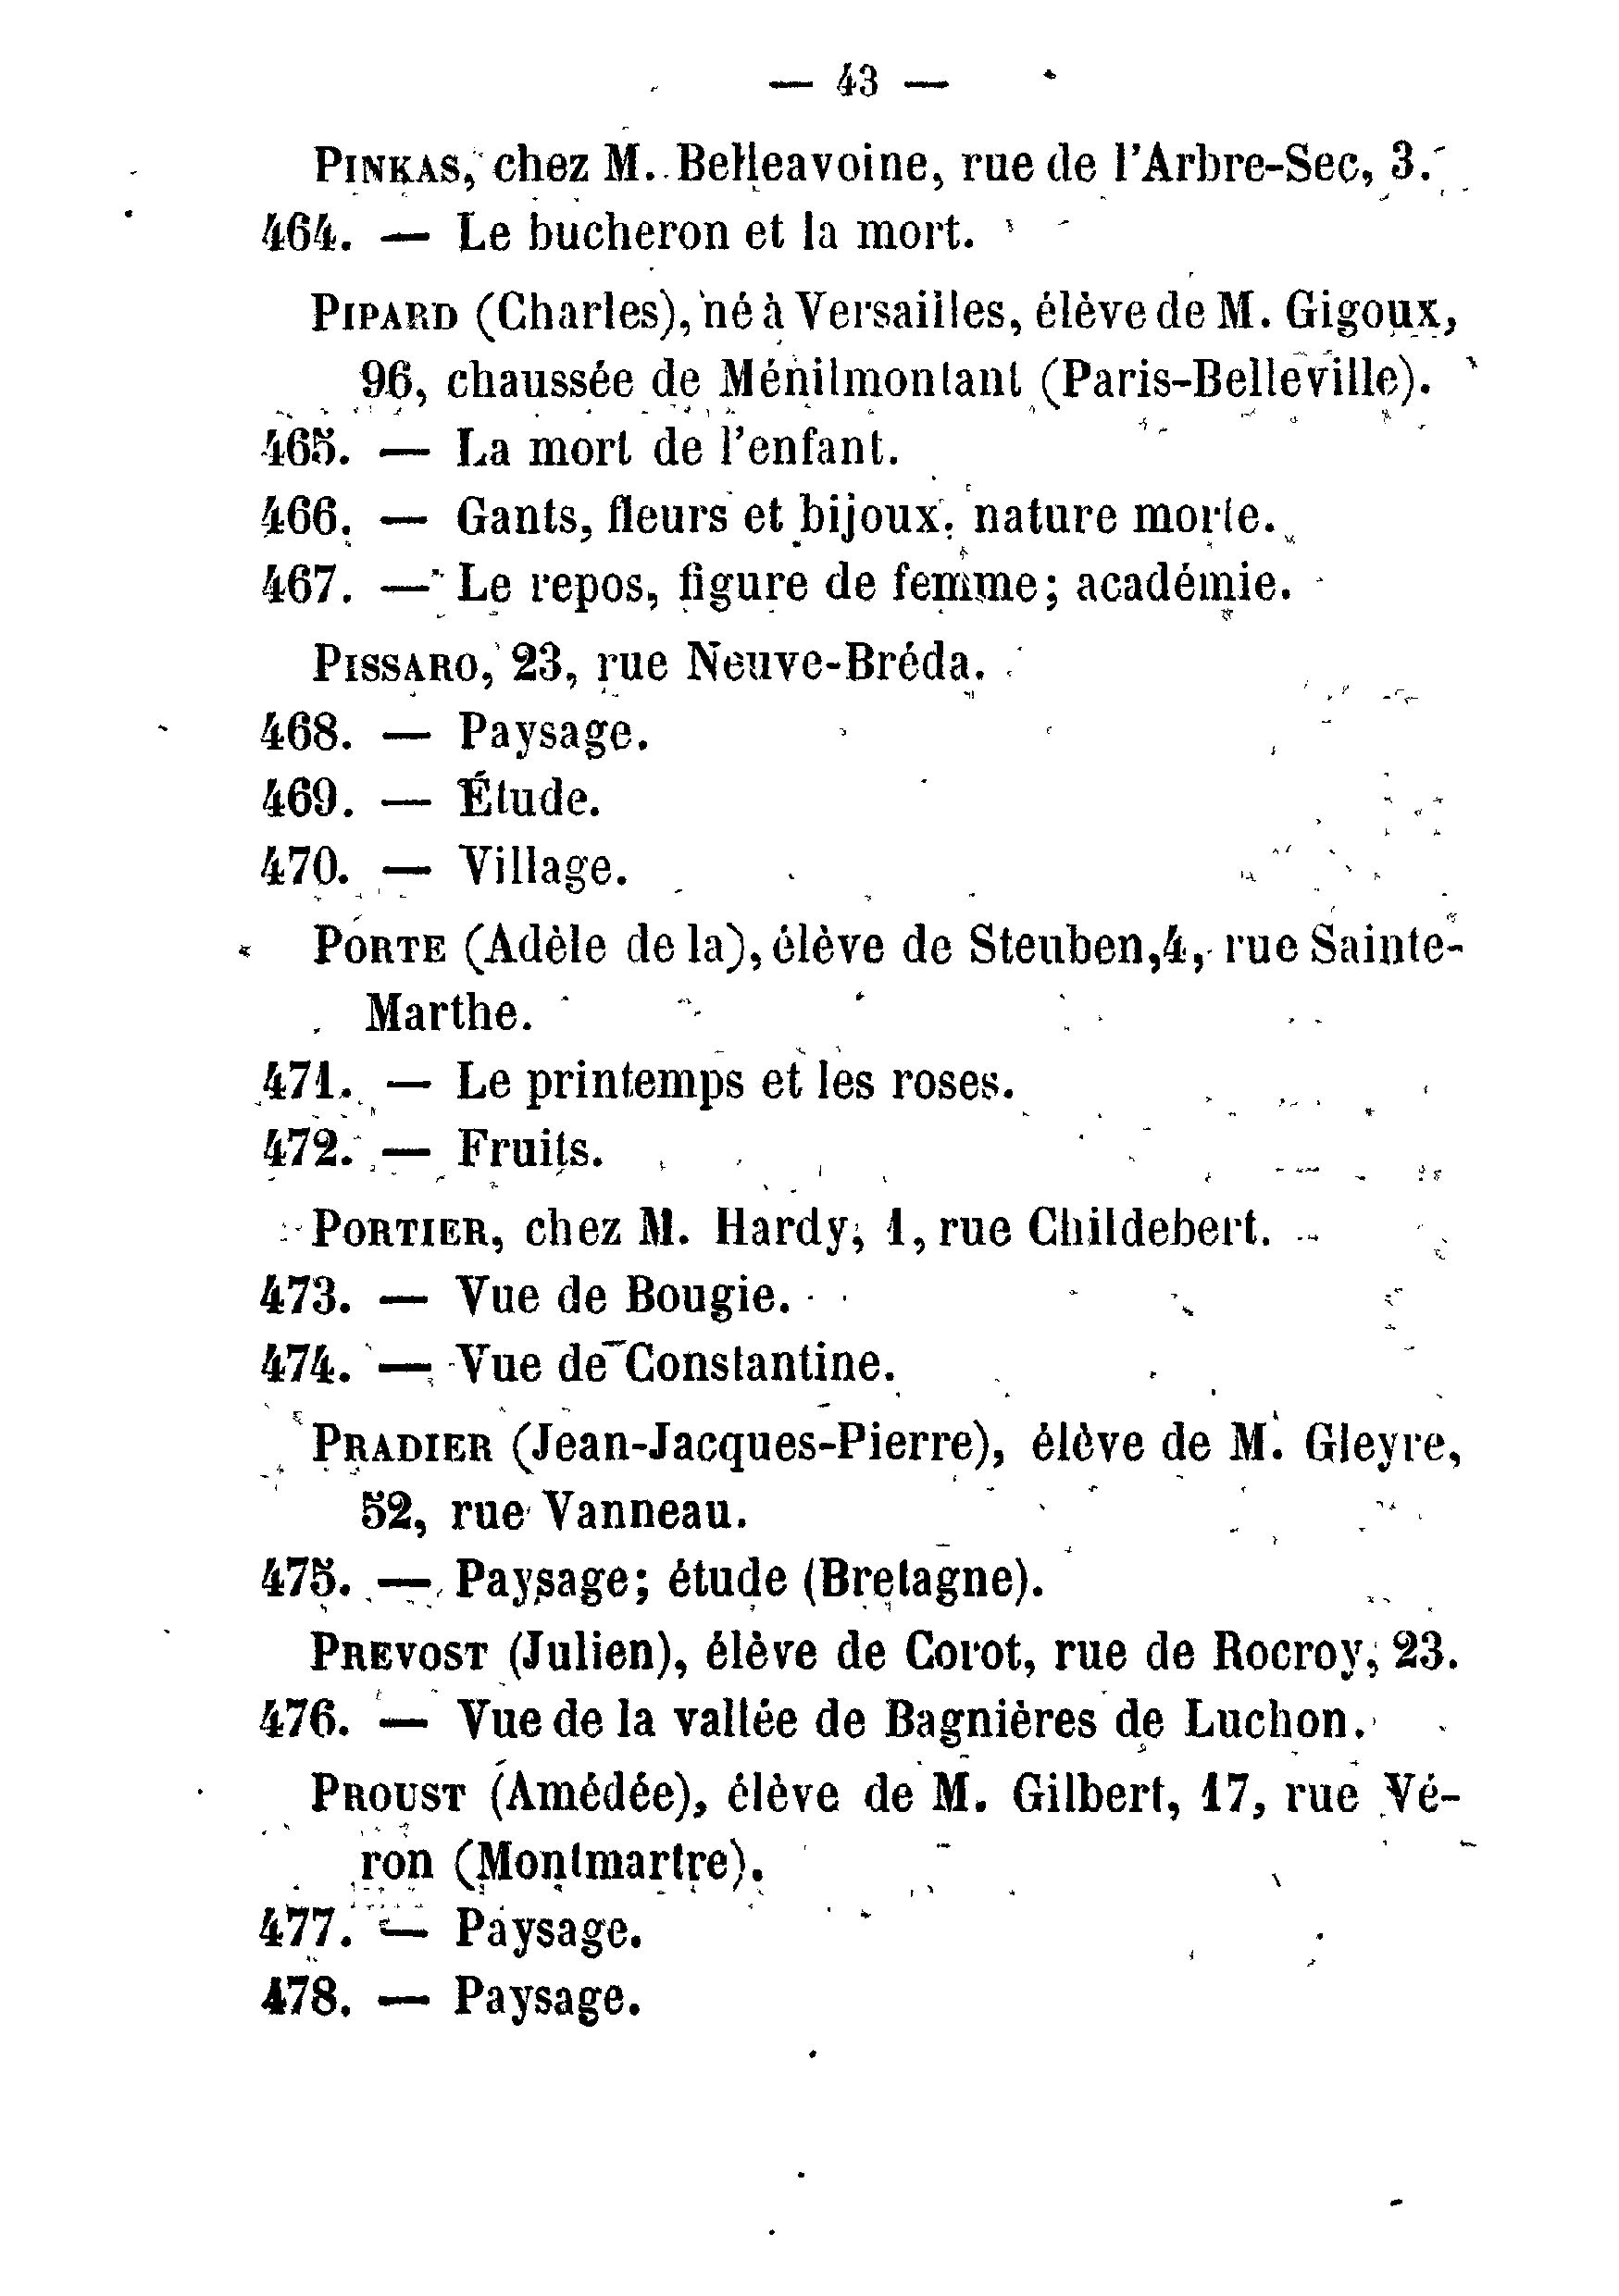 — 43 —
PINKAS, chez M. Belleavoine, rue de l'Arbre-Sec, 3.
464. — Le bucheron et la mort.
PIPARD (Charles), né à Versailles, élève de M. Gigoux,
96, chaussée de Ménilmontant (Paris-Belleville).
465. — La mort de l'enfant.
466. — Gants, fleurs et bijoux; nature morte.
467. — Le repos, figure de femme; académie.
PISSARO, 23, rue Neuve-Bréda.
468. — Paysage.
469. — Étude.
470. — Village.
PORTE (Adèle de la), élève de Steuben, 4, rue Sainte-
Marthe.
471. — Le printemps et les roses.
472. — Fruits.
PORTIER, chez M. Hardy, 1, rue Childebert.
473. — Vue de Bougie.
474. — Vue de Constantine.
PRADIER (Jean-Jacques-Pierre), élève de M. Gleyre,
52, rue Vanneau.
475. — Paysage; étude (Bretagne).
PREVOST (Julien), élève de Corot, rue de Rocroy, 23.
476. — Vue de la vallée de Bagnières de Luchon.
PROUST (Amédée), élève de M. Gilbert, 17, rue Vé-
ron (Montmartre).
477. — Paysage.
478. — Paysage.